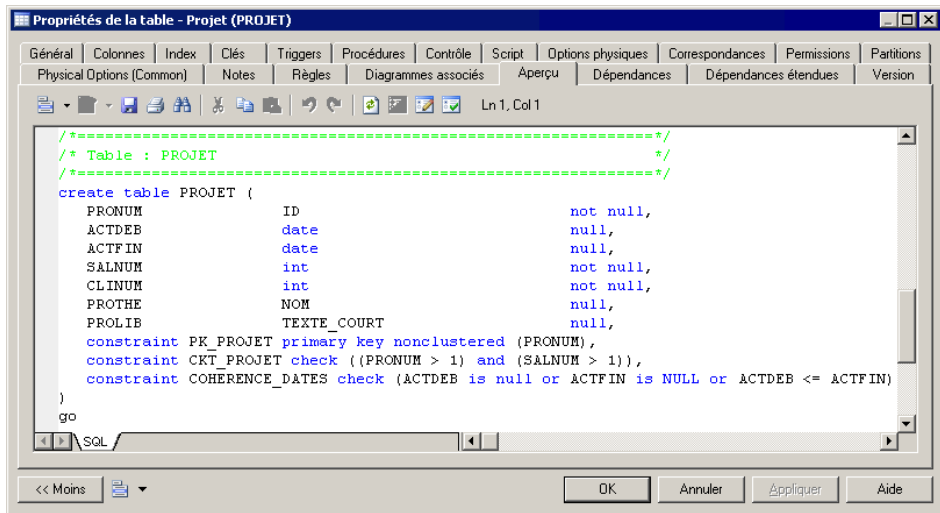 Propriétés de la table - Projet (PROJET)
Général Colonnes Index Clés Triggers Procédures Contrôle Script Options physiques Correspondances Permissions Partitions
Physical Options (Common) Notes Règles Diagrammes associés Aperçu Dépendances Dépendances étendues Version
Ln 1, Col 1
/*==============================================================*/
/* Table : PROJET                                               */
/*==============================================================*/
create table PROJET (
   PRONUM               ID                             not null,
   ACTDEB               date                           null,
   ACTFIN               date                           null,
   SALNUM               int                            not null,
   CLINUM               int                            not null,
   PROTHE               NOM                            null,
   PROLIB               TEXTE_COURT                    null,
   constraint PK_PROJET primary key nonclustered (PRONUM),
   constraint CKT_PROJET check ((PRONUM > 1) and (SALNUM > 1)),
   constraint COHERENCE_DATES check (ACTDEB is null or ACTFIN is NULL or ACTDEB <= ACTFIN)
)
go
SQL
<< Moins OK Annuler Appliquer Aide